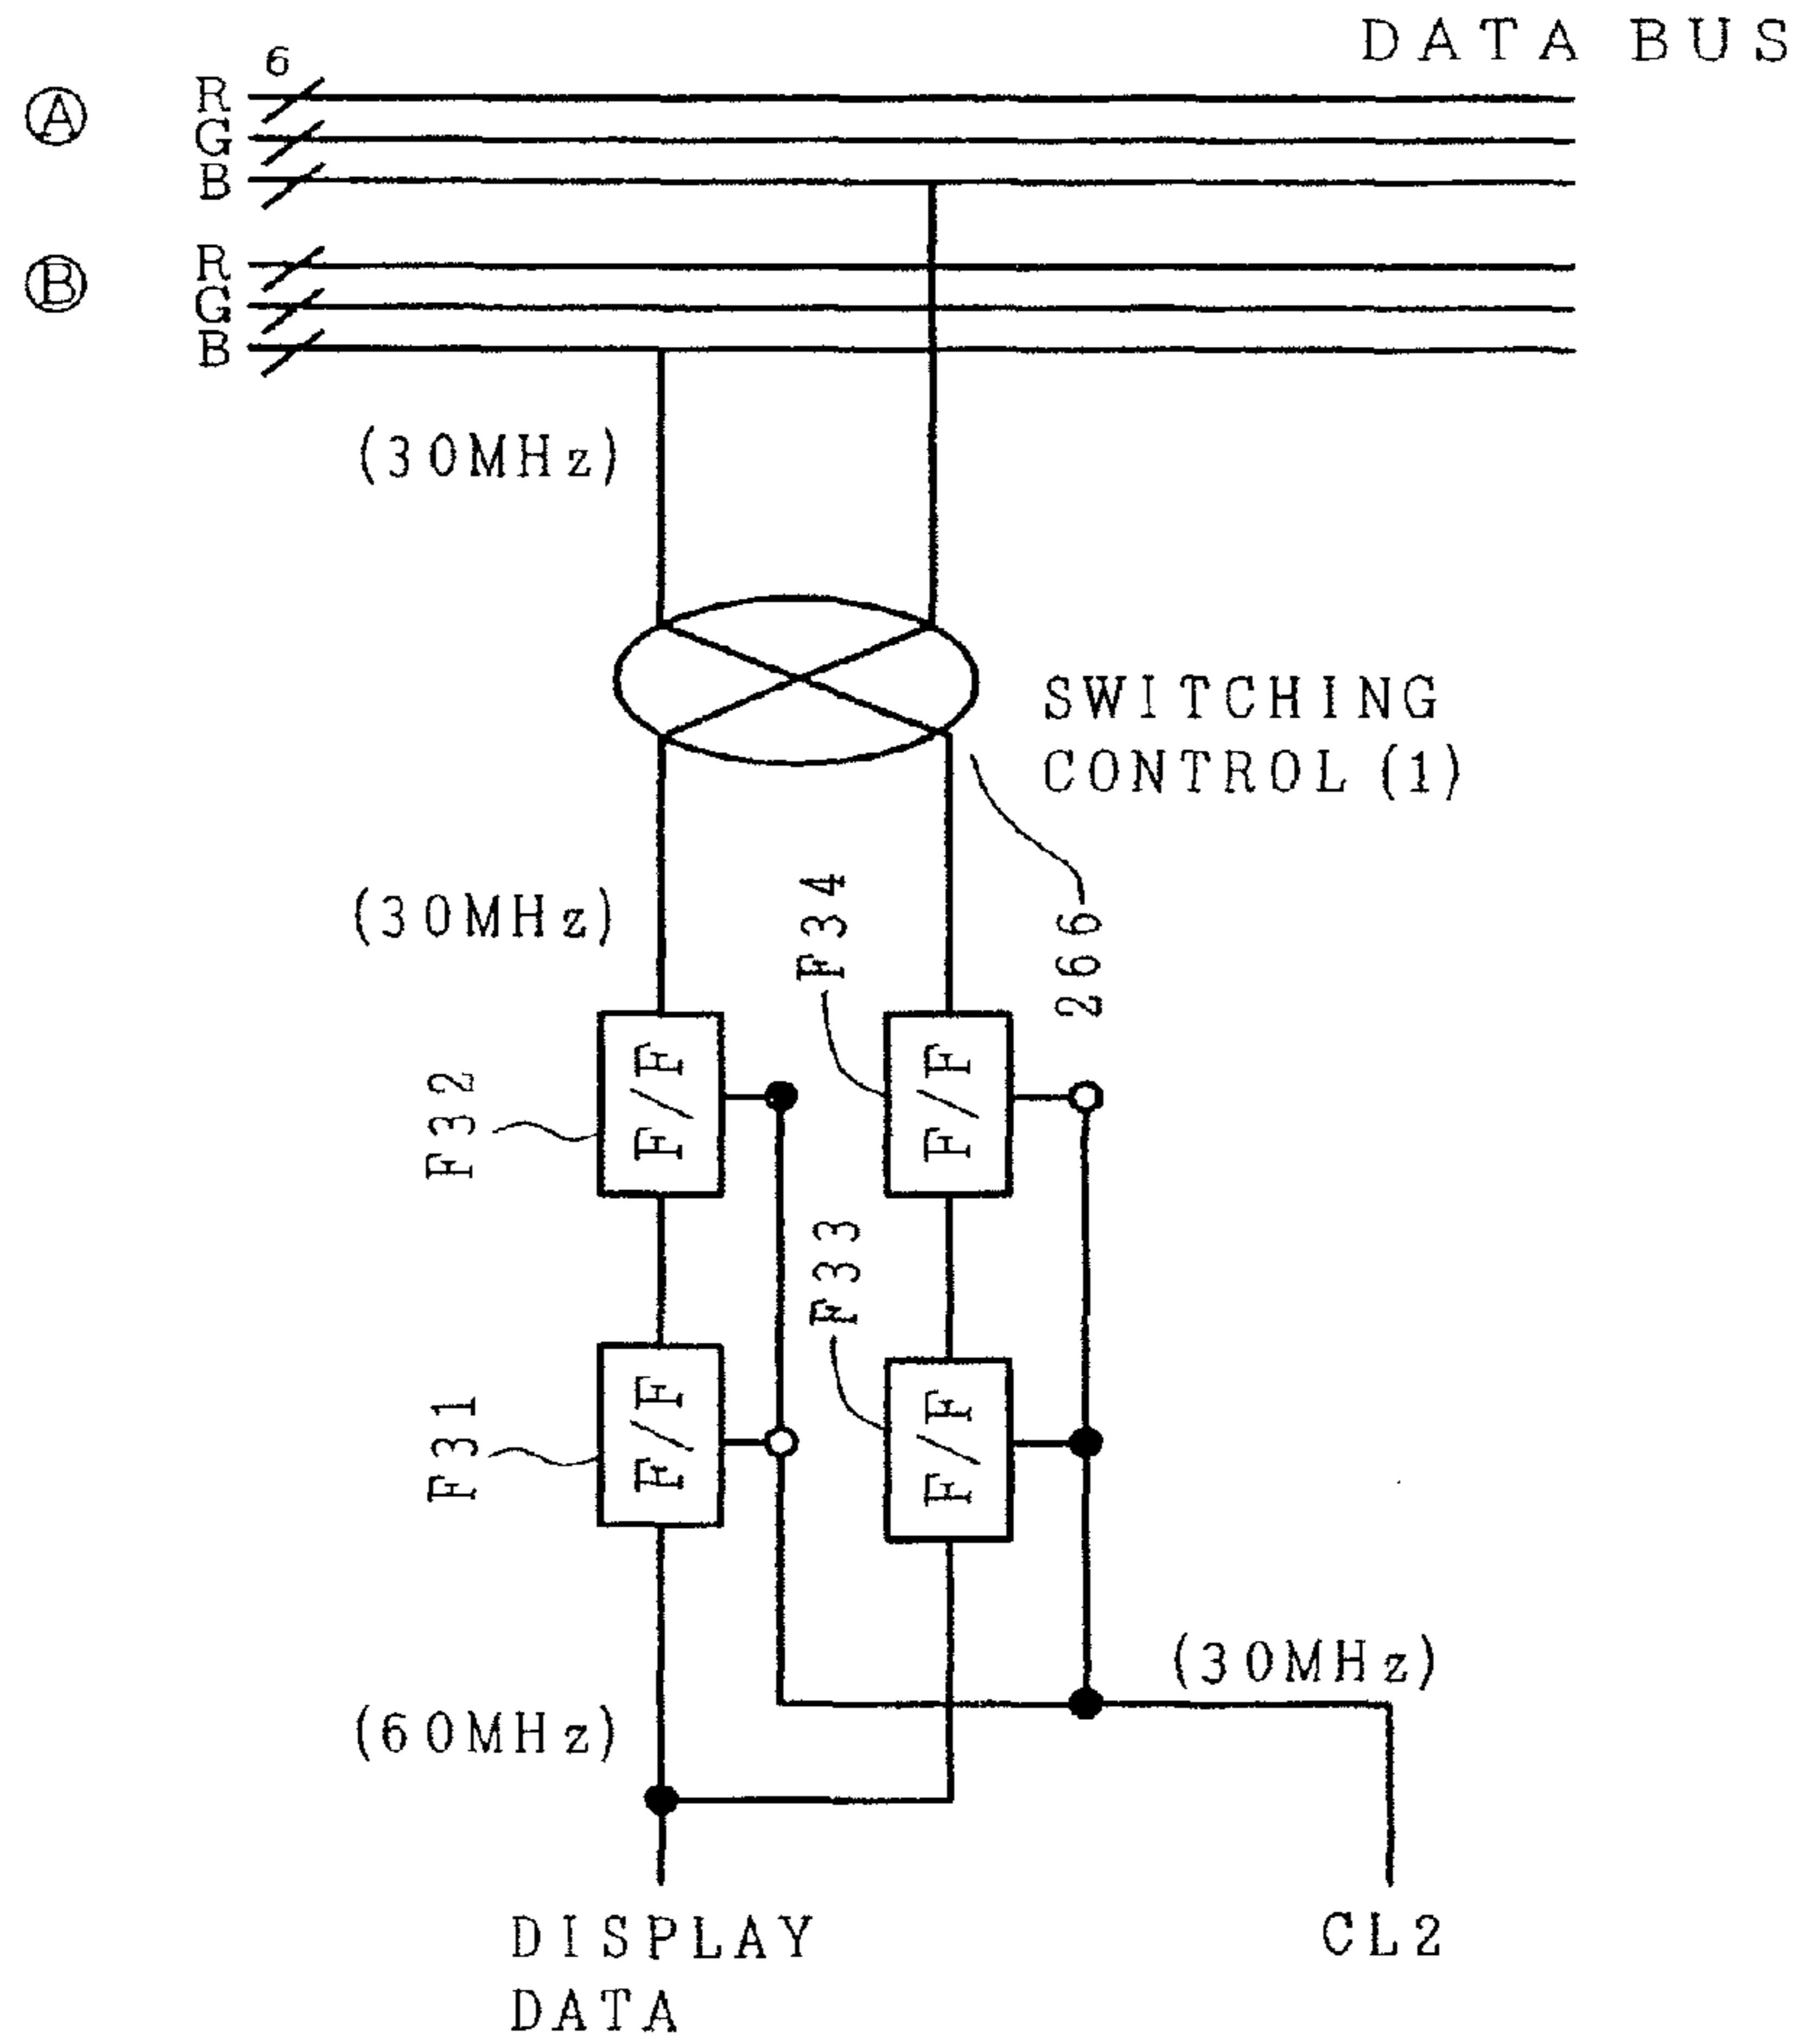 DATA BUS
6
A
R
G
B
B
R
G
B
(30MHz)
SWITCHING
CONTROL (1)
(30MHz)
F34
266
F32
F/F
F/F
F33
F31
F/F
F/F
(30MHz)
(60MHz)
DISPLAY
DATA
CL2